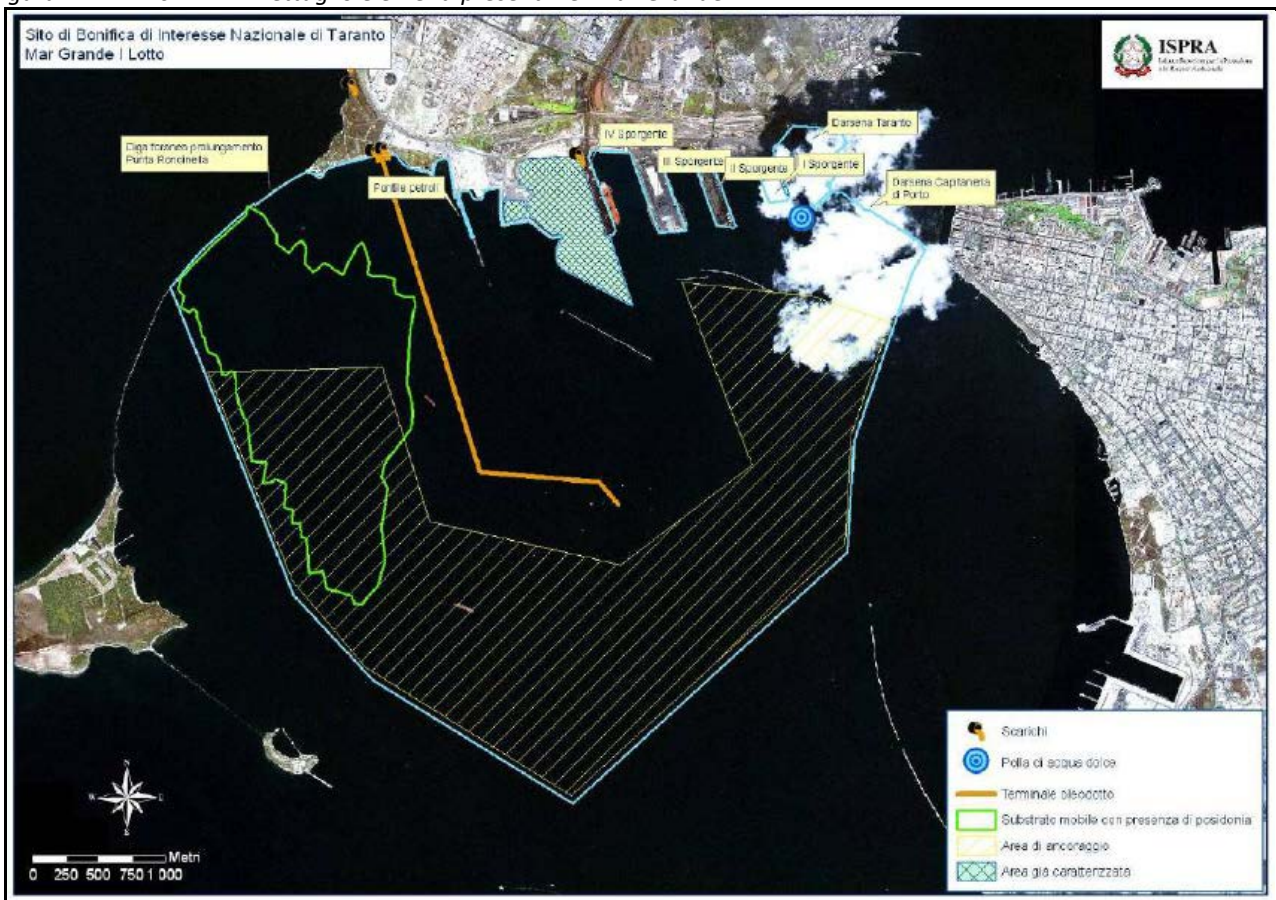 Sito di Bonifica di Interesse Nazionale di Taranto
Mar Grande I Lotto
ISPRA
Diga foranea prolungamento
Punta Rondinella
Pontile petroli
IV Sporgente
III Sporgente
II Sporgente
I Sporgente
Darsena Taranto
Darsena Capitaneria
di Porto
Scarichi
Polla di acqua dolce
Terminale oleodotto
Substrato mobile con presenza di posidonia
Area di ancoraggio
Area già caratterizzata
N
W
S
Metri
0 250 500 750 1 000